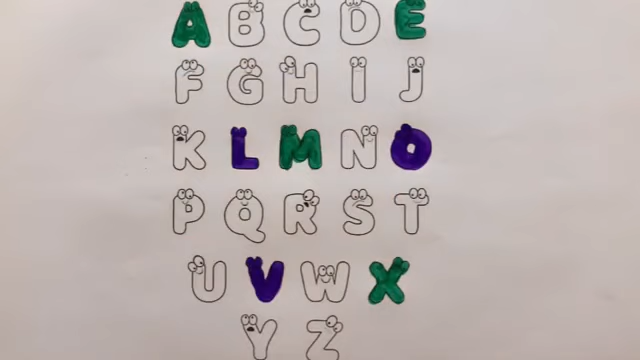 A B C D E
F G H I J
K L M N O
P Q R S T
U V W X
Y Z